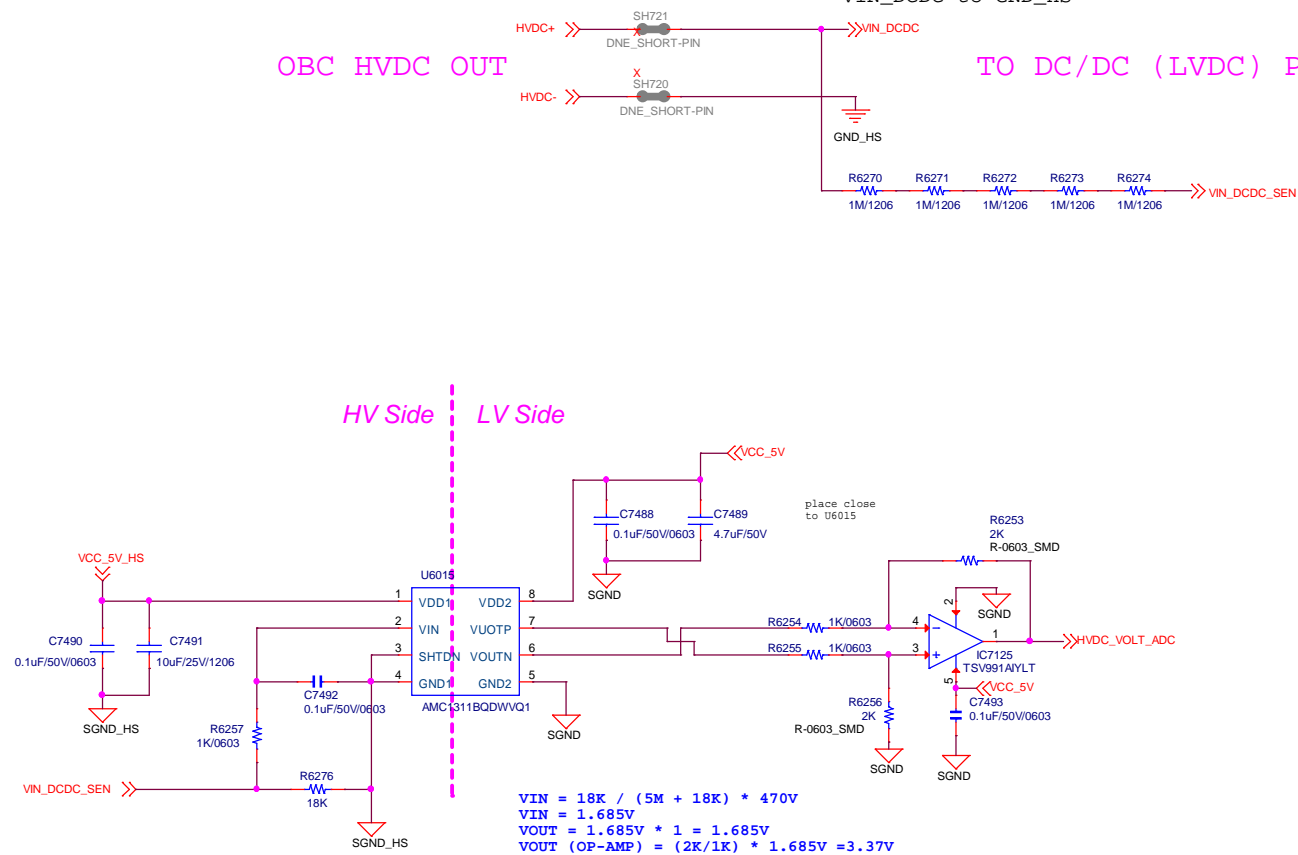 VIN_DCDC to GND_HS
SH721
HVDC+
X
VIN_DCDC
DNE_SHORT-PIN
OBC HVDC OUT
TO DC/DC (LVDC) P
X
SH720
HVDC-
DNE_SHORT-PIN
GND_HS
R6270 R6271 R6272 R6273 R6274
VIN_DCDC_SEN
1M/1206 1M/1206 1M/1206 1M/1206 1M/1206
HV Side LV Side
VCC_5V
place close
to U6015
C7488 C7489
0.1uF/50V/0603 4.7uF/50V
SGND
R6253
2K
R-0603_SMD
VCC_5V_HS
U6015
1 VDD1 VDD2 8
2 VIN VUOTP 7
3 SHTDN VOUTN 6
4 GND1 GND2 5
AMC1311BQDWVQ1
C7490 C7491
0.1uF/50V/0603 10uF/25V/1206
SGND_HS
C7492
0.1uF/50V/0603
SGND
R6257
1K/0603
VIN_DCDC_SEN
R6276
18K
SGND_HS
R6254 1K/0603
R6255 1K/0603
2
SGND
4
3
1
5
HVDC_VOLT_ADC
IC7125
TSV991AIYLT
VCC_5V
R6256
2K
R-0603_SMD
SGND
C7493
0.1uF/50V/0603
SGND
VIN = 18K / (5M + 18K) * 470V
VIN = 1.685V
VOUT = 1.685V * 1 = 1.685V
VOUT (OP-AMP) = (2K/1K) * 1.685V =3.37V